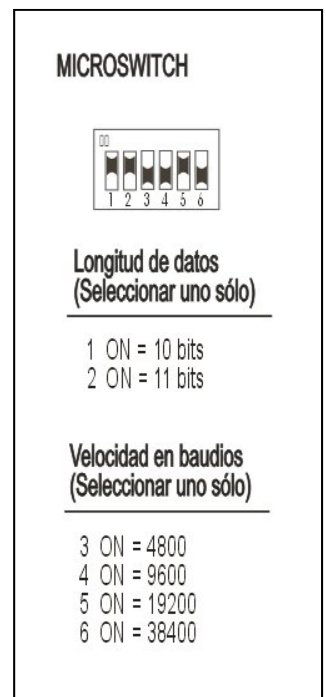 MICROSWITCH
1 2 3 4 5 6
Longitud de datos
(Seleccionar uno sólo)
1 ON = 10 bits
2 ON = 11 bits
Velocidad en baudios
(Seleccionar uno sólo)
3 ON = 4800
4 ON = 9600
5 ON = 19200
6 ON = 38400